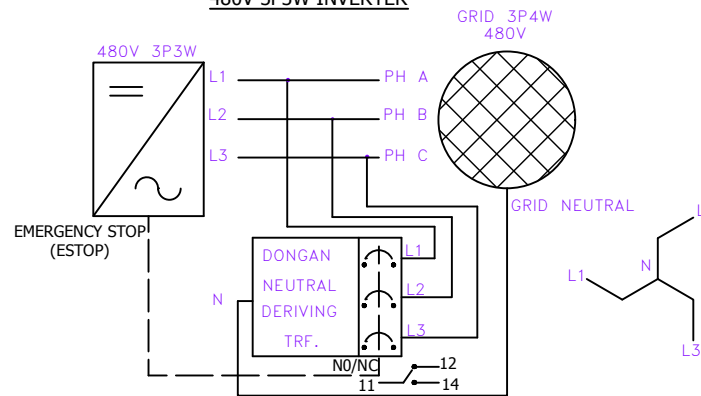 480V 3P3W INVERTER
GRID 3P4W
480V
480V 3P3W
L1
PH A
L2
PH B
L3
PH C
GRID NEUTRAL
EMERGENCY STOP
(ESTOP)
DONGAN
NEUTRAL
DERIVING
TRF.
N
L1
L2
L3
N0/NC
11
12
14
L1
N
L3